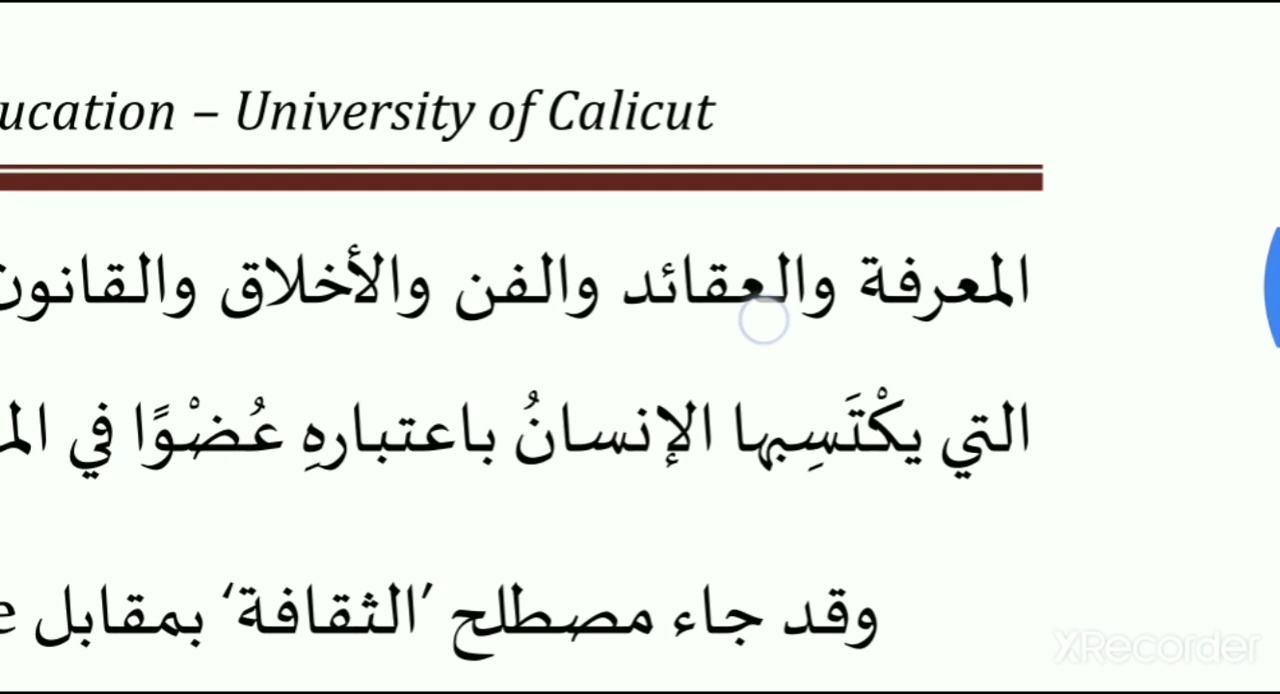 ucation – University of Calicut
المعرفة والعقائد والفن والأخلاق والقانون
التي يكْتَسِبها الإنسانُ باعتبارهِ عُضْوًا في
وقد جاء مصطلح ’الثقافة‘ بمقابل
XRecorder